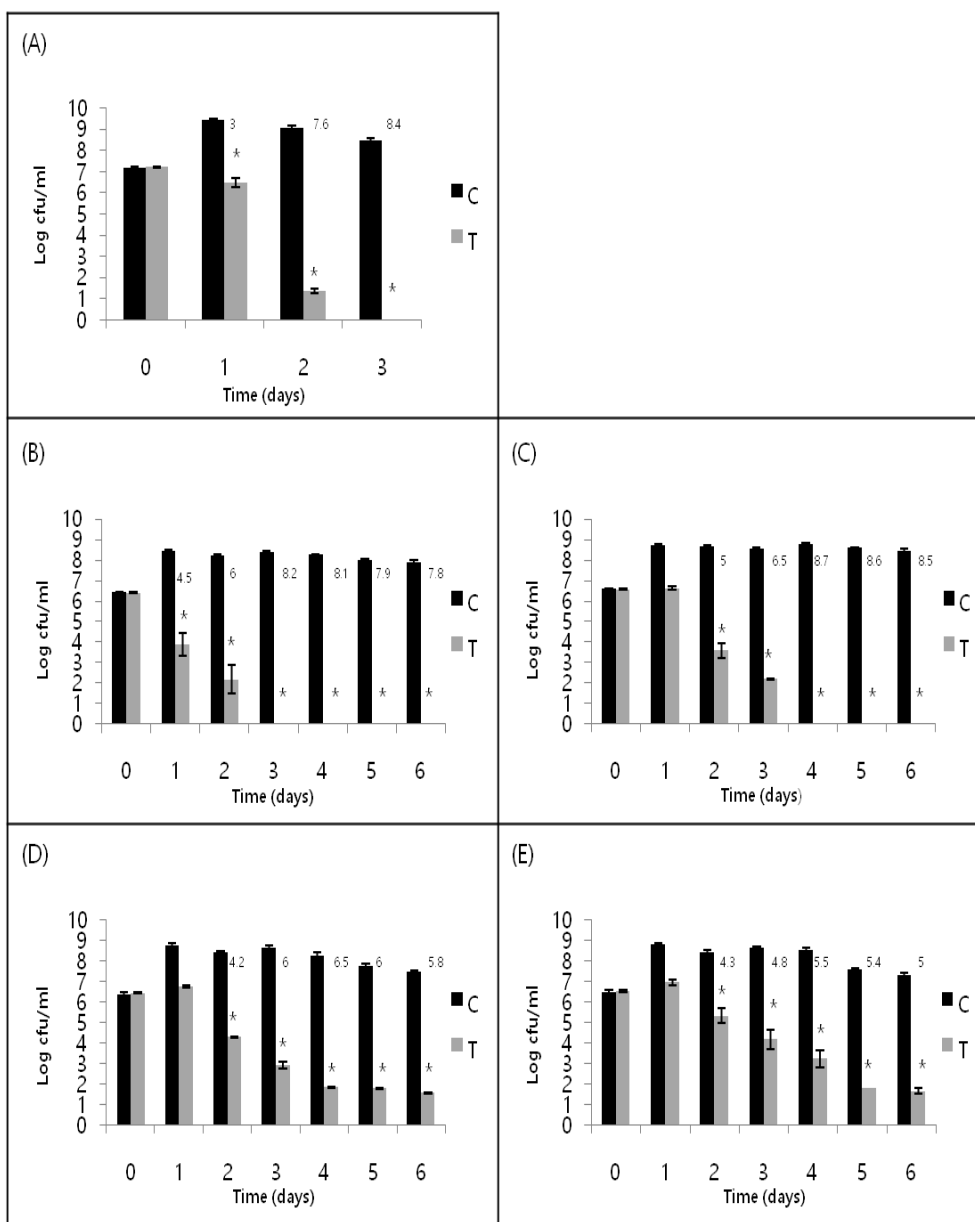 (A)
10
9
8
7
6
5
4
3
2
1
0
Log cfu/ml
3 7.6 8.4
*
*
*
C
T
0 1 2 3
Time (days)
(B)
10
9
8
7
6
5
4
3
2
1
0
Log cfu/ml
4.5 6 8.2 8.1 7.9 7.8
* *
* * * *
C
T
0 1 2 3 4 5 6
Time (days)
(C)
10
9
8
7
6
5
4
3
2
1
0
Log cfu/ml
5 6.5 8.7 8.6 8.5
*
*
* * *
C
T
0 1 2 3 4 5 6
Time (days)
(D)
10
9
8
7
6
5
4
3
2
1
0
Log cfu/ml
4.2 6 6.5 6 5.8
*
*
* * *
C
T
0 1 2 3 4 5 6
Time (days)
(E)
10
9
8
7
6
5
4
3
2
1
0
Log cfu/ml
4.3 4.8 5.5 5.4 5
*
*
*
* *
C
T
0 1 2 3 4 5 6
Time (days)